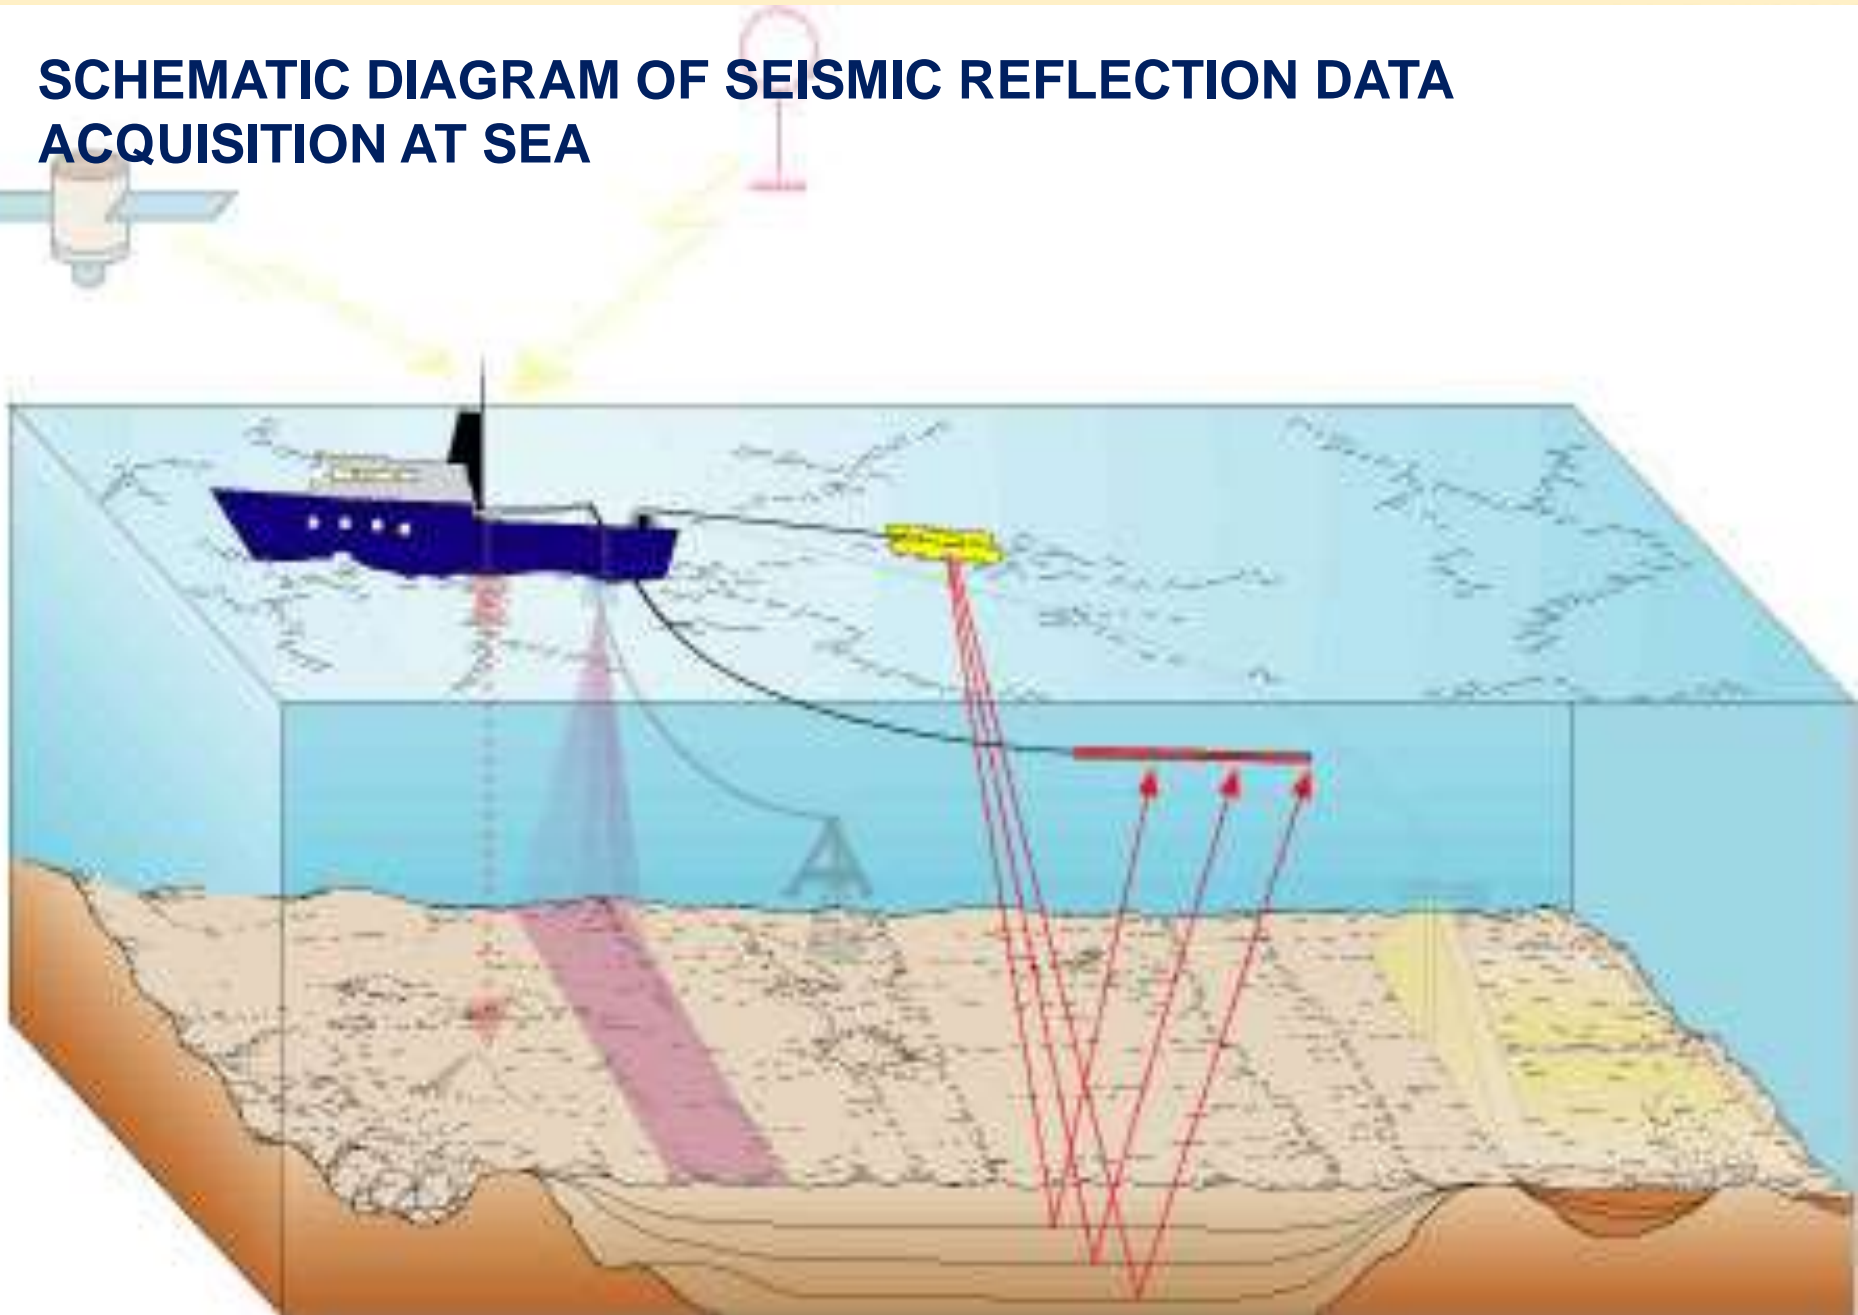 SCHEMATIC DIAGRAM OF SEISMIC REFLECTION DATA
ACQUISITION AT SEA